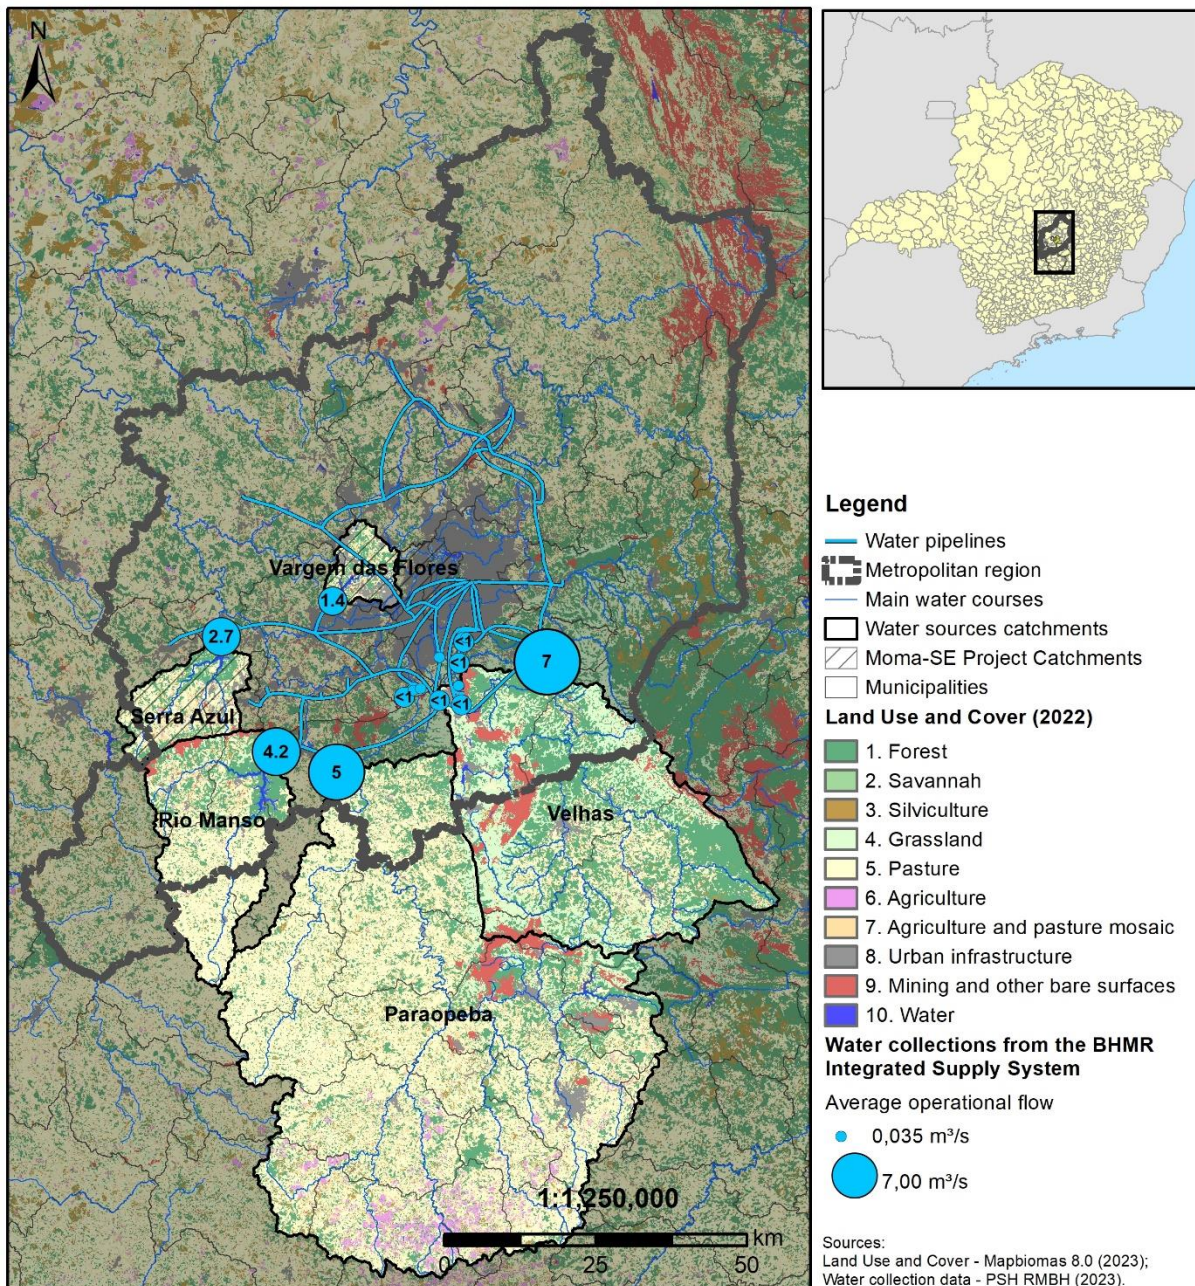 N
Vargem das Flores
1.4
2.7
<1
<1
7
<1
<1
<1
Serra Azul
4.2
5
Rio Manso
Velhas
Paraopeba
1:1,250,000
0
25
50
km
Legend
Water pipelines
Metropolitan region
Main water courses
Water sources catchments
Moma-SE Project Catchments
Municipalities
Land Use and Cover (2022)
1. Forest
2. Savannah
3. Silviculture
4. Grassland
5. Pasture
6. Agriculture
7. Agriculture and pasture mosaic
8. Urban infrastructure
9. Mining and other bare surfaces
10. Water
Water collections from the BHMR
Integrated Supply System
Average operational flow
0,035 m³/s
7,00 m³/s
Sources:
Land Use and Cover - Mapbiomas 8.0 (2023);
Water collection data - PSH RMBH (2023).